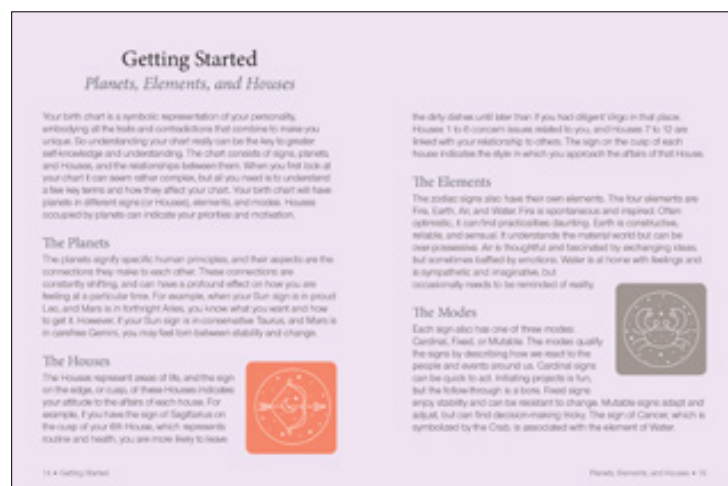 Getting Started
Planets, Elements, and Houses
Your birth chart is a symbolic representation of your personality,
embodying all the traits and contradictions that combine to make you
unique. So understanding your chart really can be the key to greater
self-knowledge and understanding. The chart consists of signs, planets,
and Houses, and the relationships between them. When you first look at
your chart it can seem rather complex, but all you need is to understand
a few key terms and how they affect your chart. Your birth chart will have
planets in different signs (or Houses), elements, and modes. Houses
occupied by planets can indicate your priorities and motivation.
The Planets
The planets signify specific human principles, and their aspects are the
connections they make to each other. These connections are
constantly shifting, and can have a profound effect on how you are
feeling at a particular time. For example, when your Sun sign is in proud
Leo, and Mars is in forthright Aries, you know what you want and how
to get it. However, if your Sun sign is in conservative Taurus, and Mars is
in carefree Gemini, you may feel torn between stability and change.
The Houses
The Houses represent areas of life, and the sign
on the edge, or cusp, of these Houses indicates
your attitude to the affairs of each house. For
example, if you have the sign of Sagittarius on
the cusp of your 6th House, which represents
routine and health, you are more likely to leave
14 • Getting Started
the dirty dishes until later than if you had diligent Virgo in that place.
Houses 1 to 6 concern issues related to you, and Houses 7 to 12 are
linked with your relationship to others. The sign on the cusp of each
house indicates the style in which you approach the affairs of that House.
The Elements
The zodiac signs also have their own elements. The four elements are
Fire, Earth, Air, and Water. Fire is spontaneous and inspired. Often
optimistic, it can find practicalities daunting. Earth is constructive,
reliable, and sensual. It understands the material world but can be
over-possessive. Air is thoughtful and fascinated by exchanging ideas,
but sometimes baffled by emotions. Water is at home with feelings and
is sympathetic and imaginative, but
occasionally needs to be reminded of reality.
The Modes
Each sign also has one of three modes:
Cardinal, Fixed, or Mutable. The modes qualify
the signs by describing how we react to the
people and events around us. Cardinal signs
can be quick to act. Initiating projects is fun,
but the follow-through is a bore. Fixed signs
enjoy stability and can be resistant to change. Mutable signs adapt and
adjust, but can find decision-making tricky. The sign of Cancer, which is
symbolized by the Crab, is associated with the element of Water.
Planets, Elements, and Houses • 15